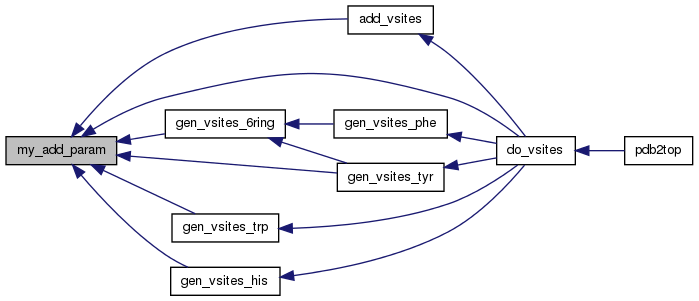 add_vsites
gen_vsites_6ring
gen_vsites_phe
my_add_param
do_vsites
pdb2top
gen_vsites_tyr
gen_vsites_trp
gen_vsites_his